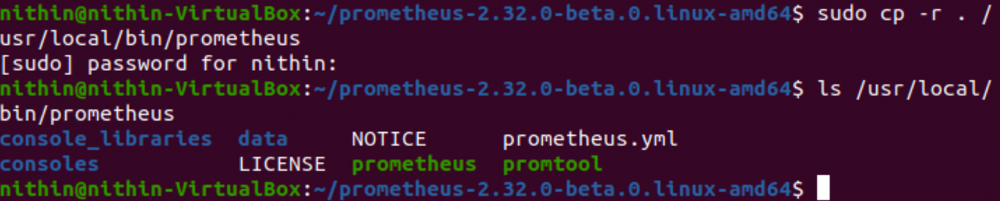 nithin@nithin-VirtualBox:~/prometheus-2.32.0-beta.0.linux-amd64$ sudo cp -r . /
usr/local/bin/prometheus
[sudo] password for nithin:
nithin@nithin-VirtualBox:~/prometheus-2.32.0-beta.0.linux-amd64$ ls /usr/local/
bin/prometheus
console_libraries  data     NOTICE      prometheus.yml
consoles           LICENSE  prometheus  promtool
nithin@nithin-VirtualBox:~/prometheus-2.32.0-beta.0.linux-amd64$